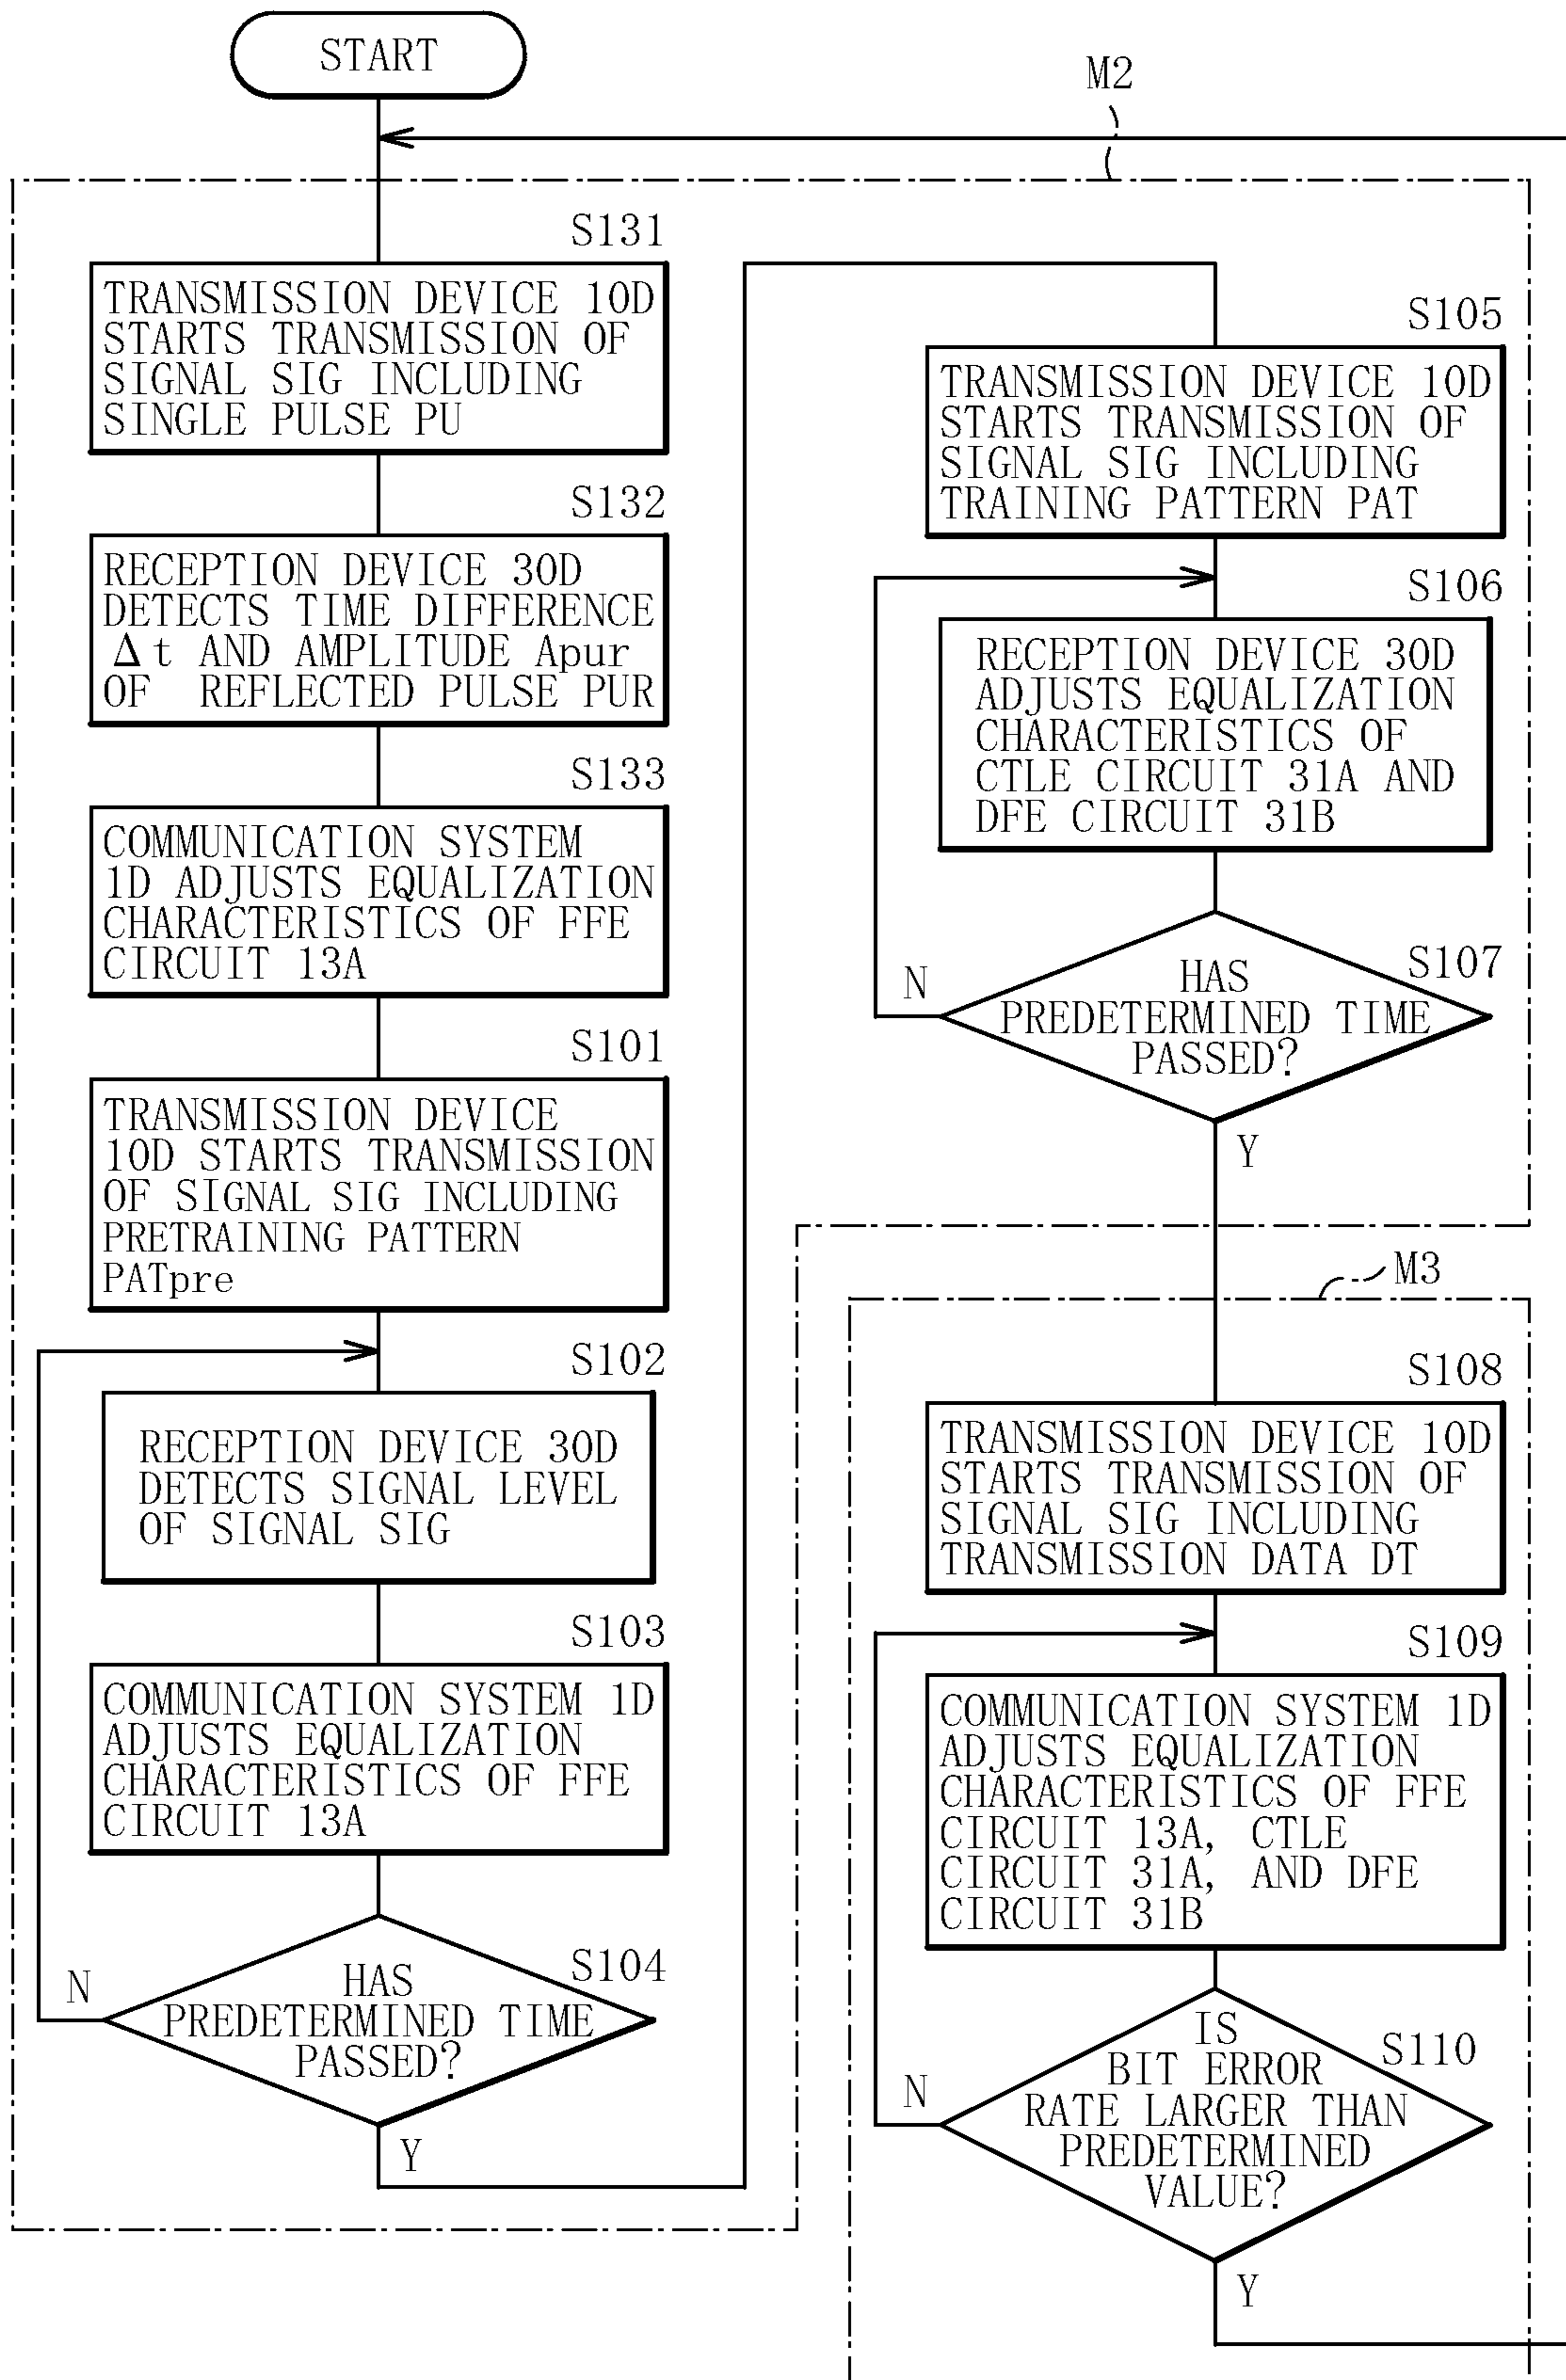 START
M2
S131
TRANSMISSION DEVICE 10D
STARTS TRANSMISSION OF
SIGNAL SIG INCLUDING
SINGLE PULSE PU
S132
RECEPTION DEVICE 30D
DETECTS TIME DIFFERENCE
Δt AND AMPLITUDE Apur
OF REFLECTED PULSE PUR
S133
COMMUNICATION SYSTEM
1D ADJUSTS EQUALIZATION
CHARACTERISTICS OF FFE
CIRCUIT 13A
S101
TRANSMISSION DEVICE
10D STARTS TRANSMISSION
OF SIGNAL SIG INCLUDING
PRETRAINING PATTERN
PATpre
S102
RECEPTION DEVICE 30D
DETECTS SIGNAL LEVEL
OF SIGNAL SIG
S103
COMMUNICATION SYSTEM 1D
ADJUSTS EQUALIZATION
CHARACTERISTICS OF FFE
CIRCUIT 13A
S104
HAS
PREDETERMINED TIME
PASSED?
N
Y
S105
TRANSMISSION DEVICE 10D
STARTS TRANSMISSION OF
SIGNAL SIG INCLUDING
TRAINING PATTERN PAT
S106
RECEPTION DEVICE 30D
ADJUSTS EQUALIZATION
CHARACTERISTICS OF
CTLE CIRCUIT 31A AND
DFE CIRCUIT 31B
S107
HAS
PREDETERMINED TIME
PASSED?
N
Y
M3
S108
TRANSMISSION DEVICE 10D
STARTS TRANSMISSION OF
SIGNAL SIG INCLUDING
TRANSMISSION DATA DT
S109
COMMUNICATION SYSTEM 1D
ADJUSTS EQUALIZATION
CHARACTERISTICS OF FFE
CIRCUIT 13A, CTLE
CIRCUIT 31A, AND DFE
CIRCUIT 31B
S110
IS
BIT ERROR
RATE LARGER THAN
PREDETERMINED
VALUE?
N
Y